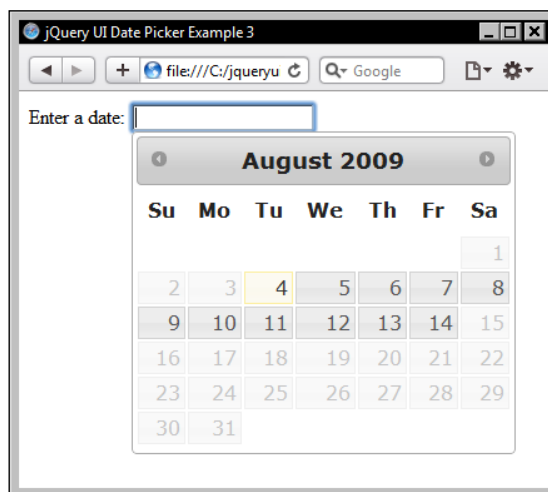 jQuery UI Date Picker Example 3
file:///C:/jqueryu
Google
Enter a date:
August 2009
Su Mo Tu We Th Fr Sa
1
2 3 4 5 6 7 8
9 10 11 12 13 14 15
16 17 18 19 20 21 22
23 24 25 26 27 28 29
30 31